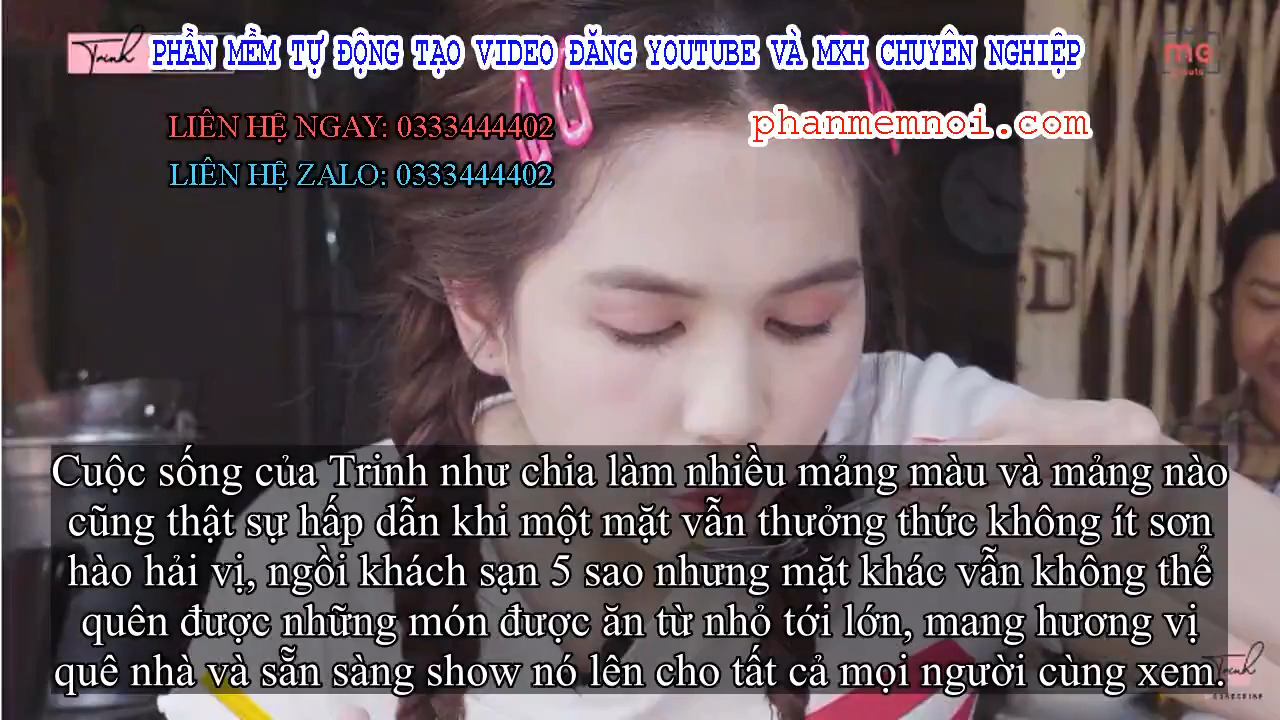 Trinh
PHẦN MỀM TỰ ĐỘNG TẠO VIDEO ĐĂNG YOUTUBE VÀ MXH CHUYÊN NGHIỆP
MG
LIÊN HỆ NGAY: 0333444402
phanmemnoi.com
LIÊN HỆ ZALO: 0333444402
Cuộc sống của Trinh như chia làm nhiều mảng màu và mảng nào
cũng thật sự hấp dẫn khi một mặt vẫn thưởng thức không ít sơn
hào hải vị, ngồi khách sạn 5 sao nhưng mặt khác vẫn không thể
quên được những món được ăn từ nhỏ tới lớn, mang hương vị
quê nhà và sẵn sàng show nó lên cho tất cả mọi người cùng xem.
Trinh
SUBSCRIBE